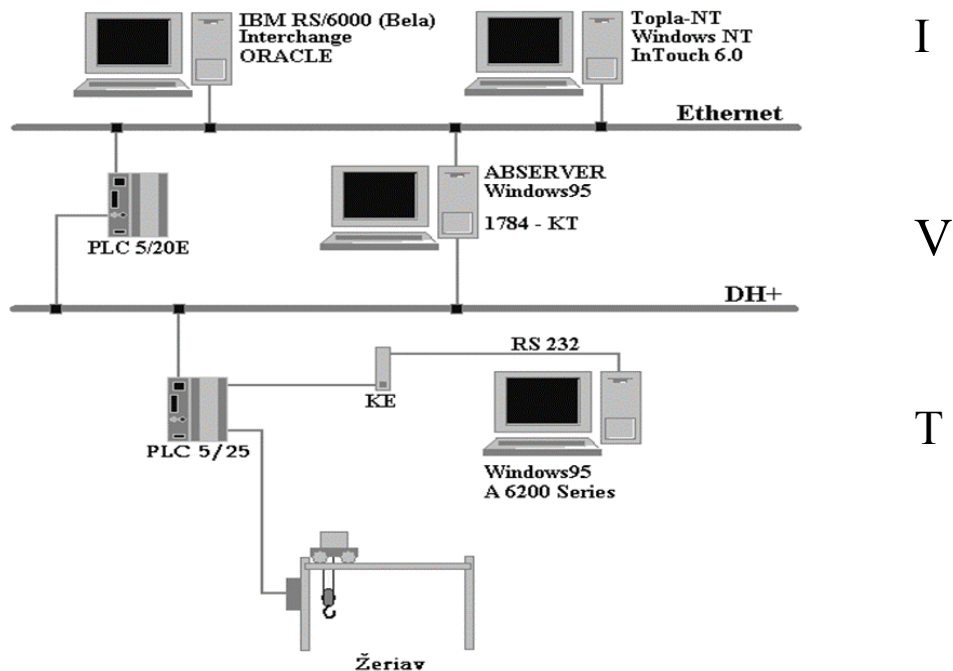 IBM RS/6000 (Bela)
Interchange
ORACLE
Topla-NT
Windows NT
InTouch 6.0
I
Ethernet
ABSERVER
Windows95
1784 - KT
PLC 5/20E
V
DH+
RS 232
KE
PLC 5/25
T
Windows95
A 6200 Series
Žeriav